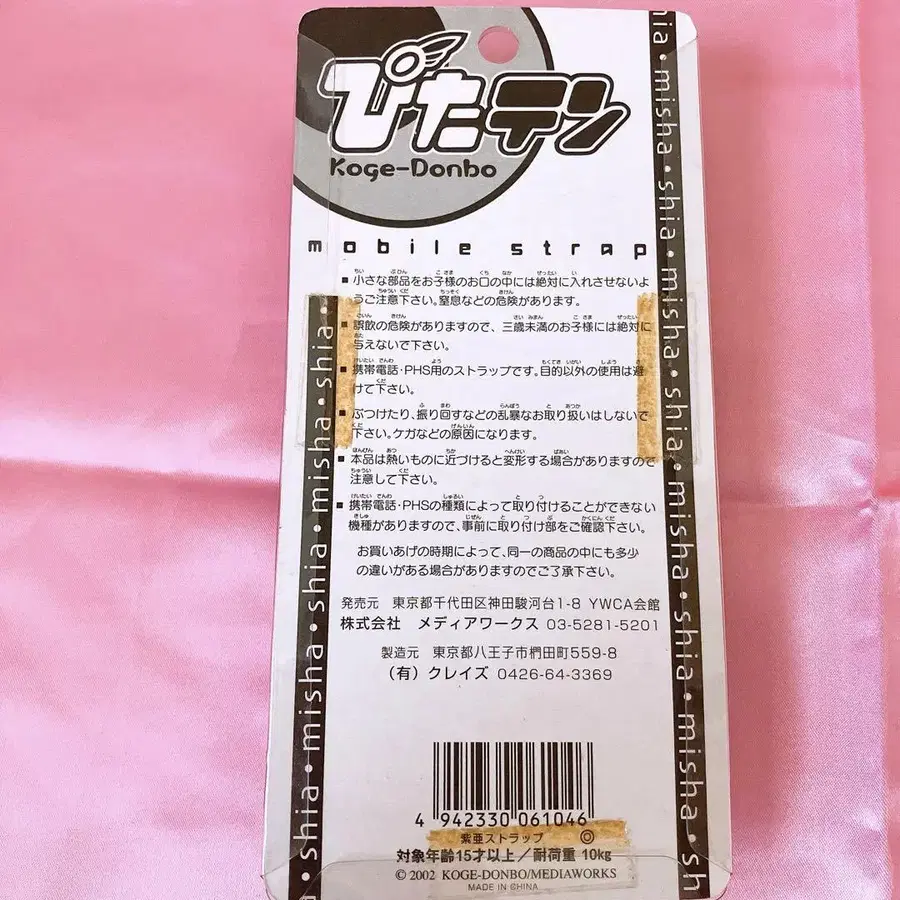 ぴたテン
Koge-Donbo
mobile strap
■小さな部品をお子様のお口の中には絶対に入れさせないよ
うご注意下さい。窒息などの危険があります。
■誤飲の危険がありますので、三歳未満のお子様には絶対に
与えないで下さい。
■携帯電話・PHS用のストラップです。目的以外の使用は避
けて下さい。
■ぶつけたり、振り回すなどの乱暴なお取り扱いはしないで
下さい。ケガなどの原因になります。
■本品は熱いものに近づけると変形する場合がありますので
注意して下さい。
■携帯電話・PHSの種類によって取り付けることができない
機種がありますので、事前に取り付け部をご確認下さい。
お買いあげの時期によって、同一の商品の中にも多少
の違いがある場合がありますのでご了承下さい。
発売元 東京都千代田区神田駿河台1-8 YWCA会館
株式会社 メディアワークス 03-5281-5201
製造元 東京都八王子市椚田町559-8
(有)クレイズ 0426-64-3369
4 942330 061046
紫亜ストラップ ◎
対象年齢15才以上/耐荷重 10kg
© 2002 KOGE-DONBO/MEDIAWORKS
MADE IN CHINA
shia・misha・shia・misha・shia・
hia・misha・shia・misha・shia・misha・shia・misha・sh